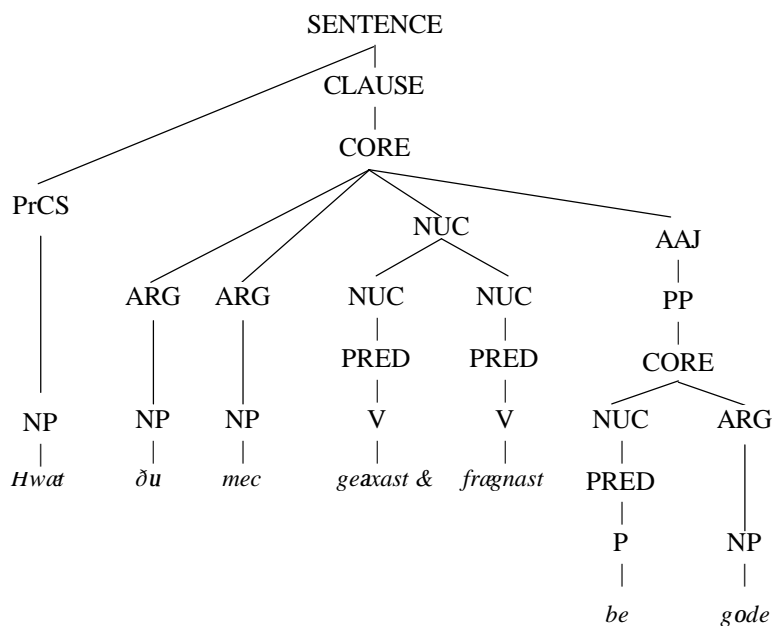 SENTENCE
CLAUSE
CORE
PrCS
NUC
AAJ
ARG ARG NUC NUC PP
PRED PRED CORE
NP NP NP V V NUC ARG
Hwæt ðu mec geaxast & frægnast PRED
P NP
be gode